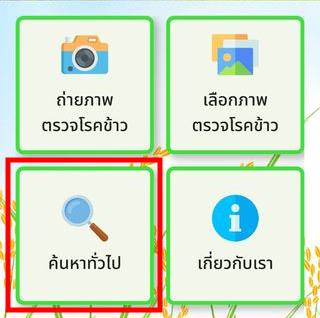 ถ่ายภาพ
ตรวจโรคข้าว
เลือกภาพ
ตรวจโรคข้าว
ค้นหาทั่วไป
เกี่ยวกับเรา